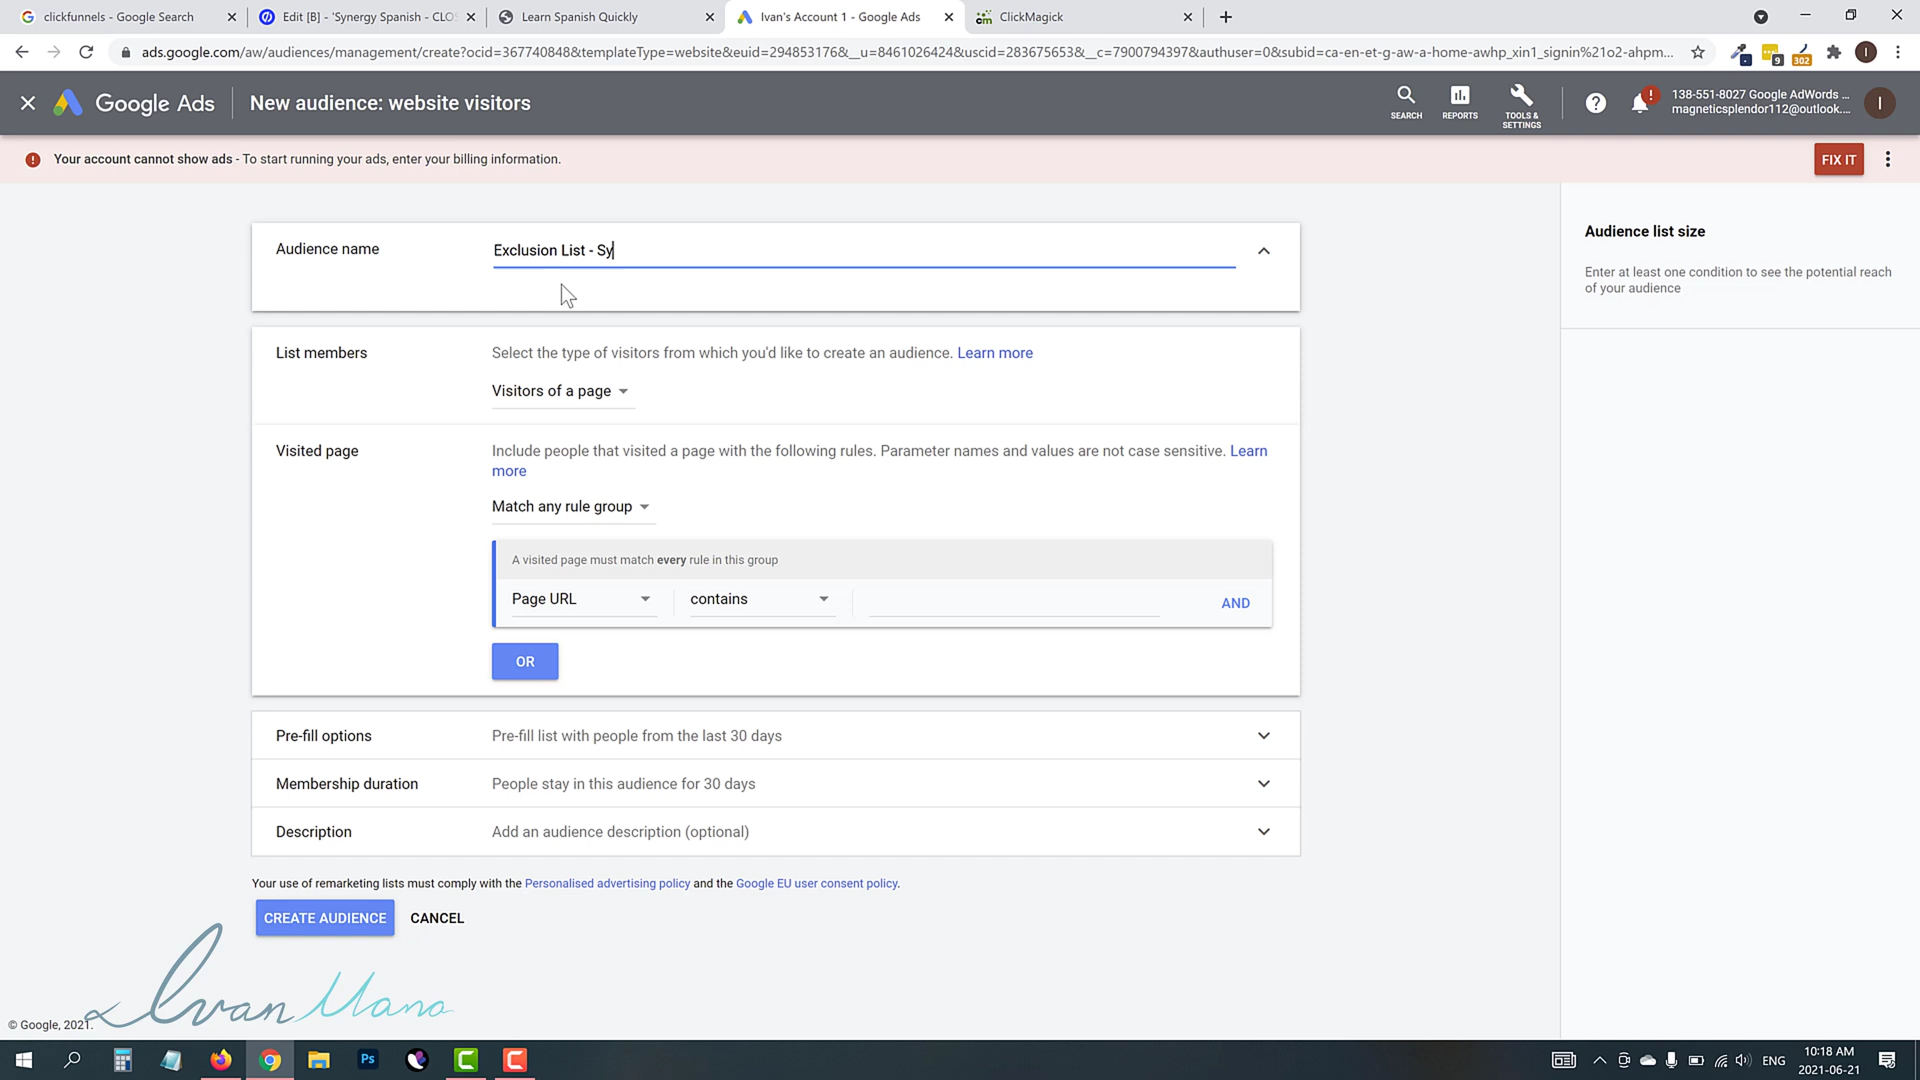 clickfunnels - Google Search
Edit [B] - 'Synergy Spanish - CLOS
Learn Spanish Quickly
Ivan's Account 1 - Google Ads
ClickMagick
ads.google.com/aw/audiences/management/create?ocid=367740848&templateType=website&euid=294853176&__u=8461026424&uscid=283675653&__c=7900794397&authuser=0&subid=ca-en-et-g-aw-a-home-awhp_xin1_signin%21o2-ahpm...
9
302
I
Google Ads
New audience: website visitors
SEARCH
REPORTS
TOOLS & SETTINGS
138-551-8027 Google AdWords ...
magneticsplendor112@outlook....
I
Your account cannot show ads - To start running your ads, enter your billing information.
FIX IT
Audience name
Exclusion List - Sy
Audience list size
Enter at least one condition to see the potential reach
of your audience
List members
Select the type of visitors from which you'd like to create an audience. Learn more
Visitors of a page
Visited page
Include people that visited a page with the following rules. Parameter names and values are not case sensitive. Learn
more
Match any rule group
A visited page must match every rule in this group
Page URL
contains
AND
OR
Pre-fill options
Pre-fill list with people from the last 30 days
Membership duration
People stay in this audience for 30 days
Description
Add an audience description (optional)
Your use of remarketing lists must comply with the Personalised advertising policy and the Google EU user consent policy.
CREATE AUDIENCE
CANCEL
Ivan Mana
© Google, 2021.
Ps
ENG
10:18 AM
2021-06-21